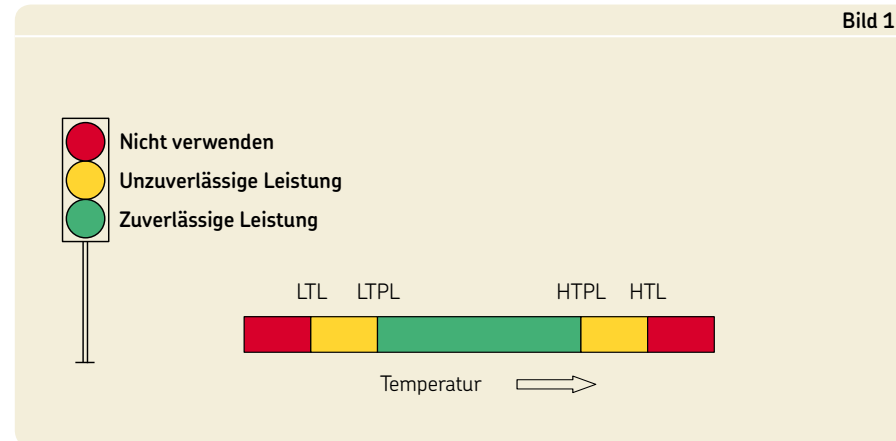 Bild 1
Nicht verwenden
Unzuverlässige Leistung
Zuverlässige Leistung
LTL LTPL HTPL HTL
Temperatur